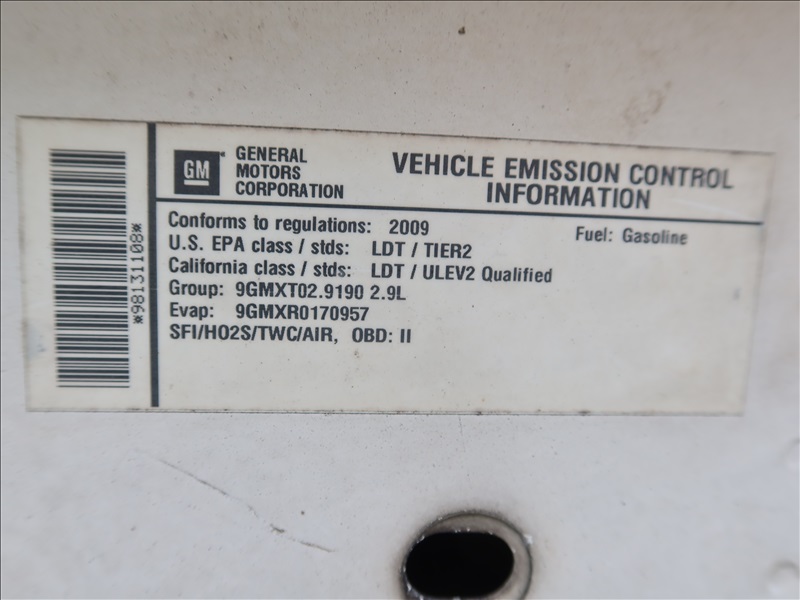 GM
GENERAL
MOTORS
CORPORATION
VEHICLE EMISSION CONTROL
INFORMATION
Conforms to regulations: 2009
Fuel: Gasoline
U.S. EPA class / stds: LDT / TIER2
California class / stds: LDT / ULEV2 Qualified
Group: 9GMXT02.9190 2.9L
Evap: 9GMXR0170957
SFI/HO2S/TWC/AIR, OBD: II
*98131108*